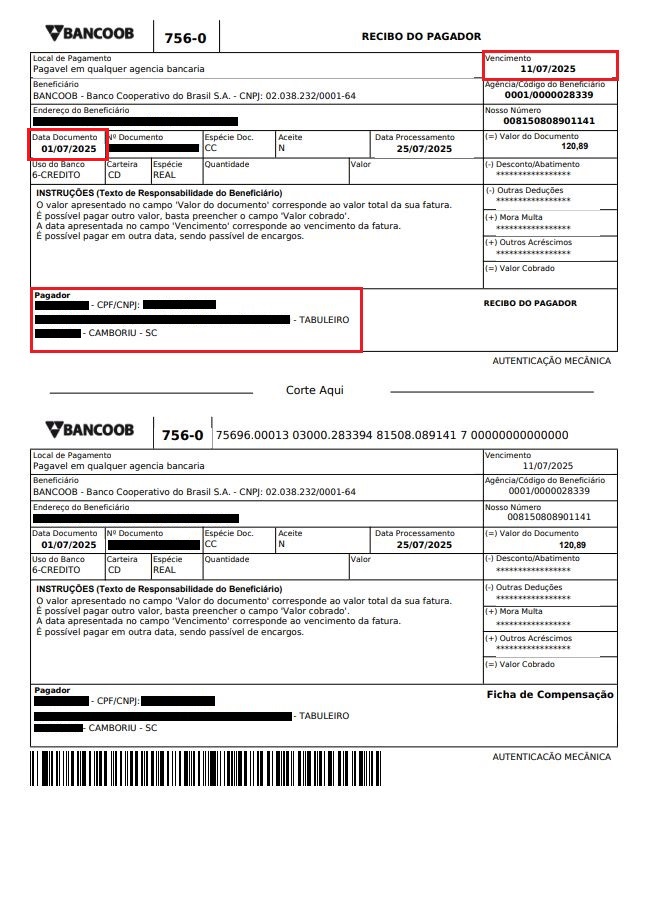 BANCOOB
756-0
RECIBO DO PAGADOR
Local de Pagamento
Pagavel em qualquer agencia bancaria
Vencimento
11/07/2025
Beneficiário
BANCOOB - Banco Cooperativo do Brasil S.A. - CNPJ: 02.038.232/0001-64
Agência/Código do Beneficiário
0001/0000028339
Endereço do Beneficiário
Nosso Número
008150808901141
Data Documento
01/07/2025
Nº Documento
Espécie Doc.
CC
Aceite
N
Data Processamento
25/07/2025
(=) Valor do Documento
120,89
Uso do Banco
6-CREDITO
Carteira
CD
Espécie
REAL
Quantidade
Valor
(-) Desconto/Abatimento
*****************
INSTRUÇÕES (Texto de Responsabilidade do Beneficiário)
O valor apresentado no campo 'Valor do documento' corresponde ao valor total da sua fatura.
É possível pagar outro valor, basta preencher o campo 'Valor cobrado'.
A data apresentada no campo 'Vencimento' corresponde ao vencimento da fatura.
É possível pagar em outra data, sendo passível de encargos.
(-) Outras Deduções
*****************
(+) Mora Multa
*****************
(+) Outros Acréscimos
*****************
(=) Valor Cobrado
Pagador
- CPF/CNPJ:
- TABULEIRO
- CAMBORIU - SC
RECIBO DO PAGADOR
AUTENTICAÇÃO MECÂNICA
Corte Aqui
BANCOOB
756-0
75696.00013 03000.283394 81508.089141 7 00000000000000
Local de Pagamento
Pagavel em qualquer agencia bancaria
Vencimento
11/07/2025
Beneficiário
BANCOOB - Banco Cooperativo do Brasil S.A. - CNPJ: 02.038.232/0001-64
Agência/Código do Beneficiário
0001/0000028339
Endereço do Beneficiário
Nosso Número
008150808901141
Data Documento
01/07/2025
Nº Documento
Espécie Doc.
CC
Aceite
N
Data Processamento
25/07/2025
(=) Valor do Documento
120,89
Uso do Banco
6-CREDITO
Carteira
CD
Espécie
REAL
Quantidade
Valor
(-) Desconto/Abatimento
*****************
INSTRUÇÕES (Texto de Responsabilidade do Beneficiário)
O valor apresentado no campo 'Valor do documento' corresponde ao valor total da sua fatura.
É possível pagar outro valor, basta preencher o campo 'Valor cobrado'.
A data apresentada no campo 'Vencimento' corresponde ao vencimento da fatura.
É possível pagar em outra data, sendo passível de encargos.
(-) Outras Deduções
*****************
(+) Mora Multa
*****************
(+) Outros Acréscimos
*****************
(=) Valor Cobrado
Pagador
- CPF/CNPJ:
- TABULEIRO
- CAMBORIU - SC
Ficha de Compensação
AUTENTICAÇÃO MECÂNICA